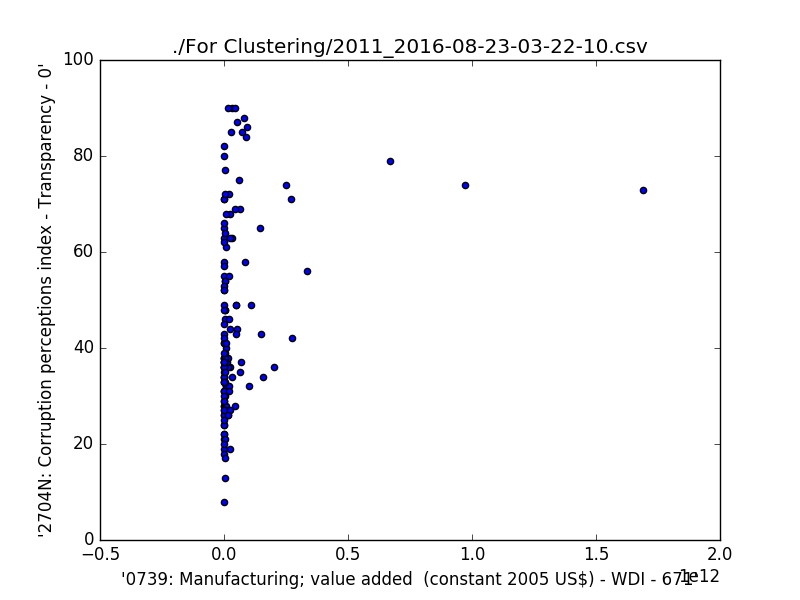 ./For Clustering/2011_2016-08-23-03-22-10.csv
100
80
60
40
20
0
'2704N: Corruption perceptions index - Transparency - 0'
−0.5 0.0 0.5 1.0 1.5 2.0
1e12
'0739: Manufacturing; value added (constant 2005 US$) - WDI - 671'